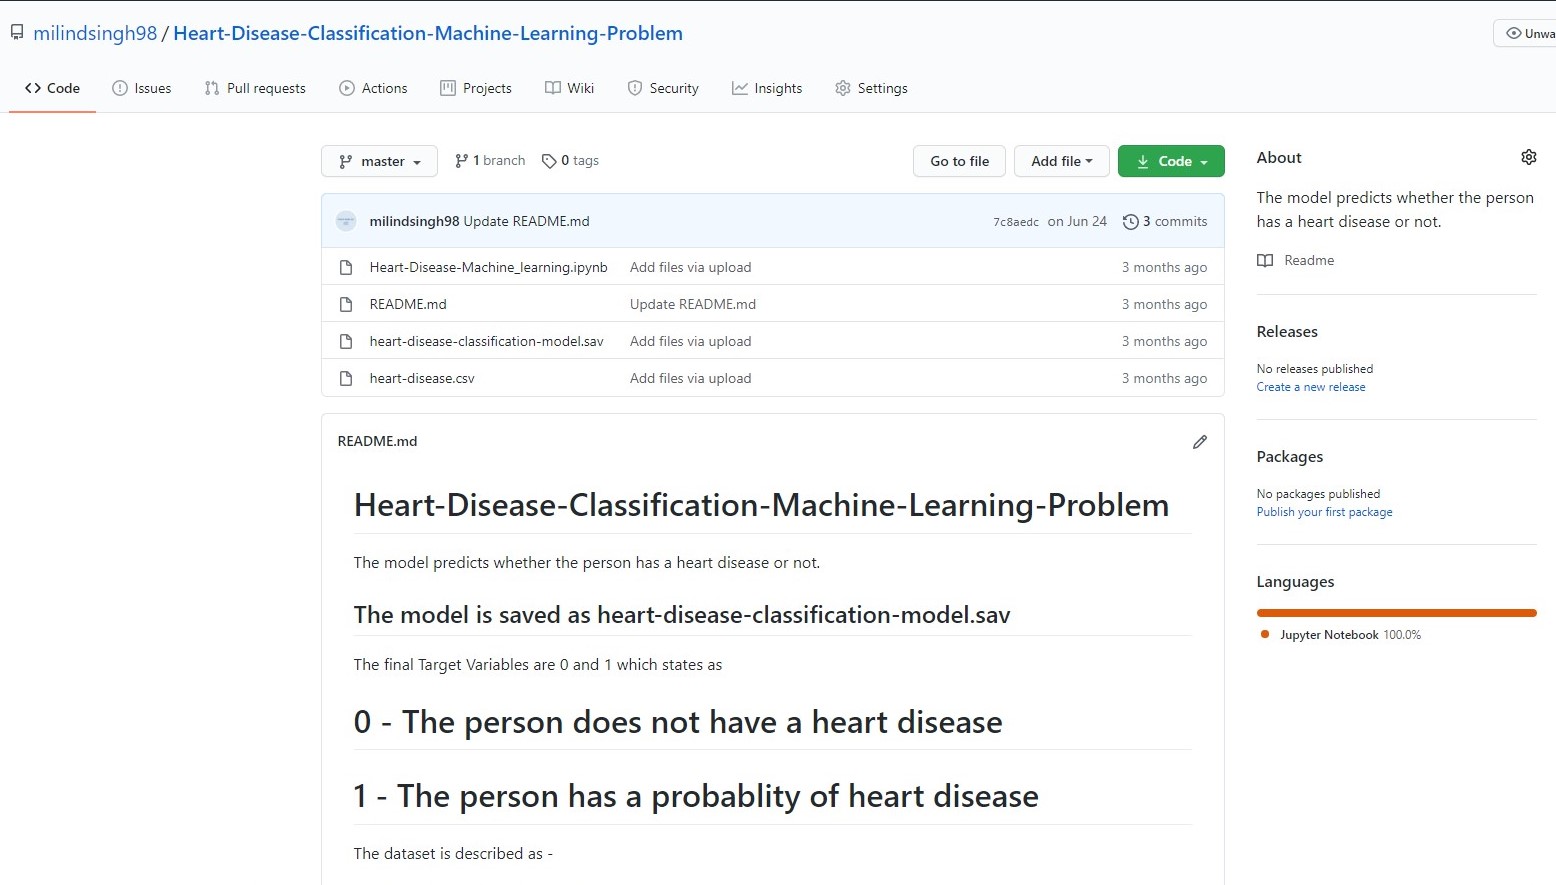 milindsingh98 / Heart-Disease-Classification-Machine-Learning-Problem
Unwa
Code Issues Pull requests Actions Projects Wiki Security Insights Settings
master 1 branch 0 tags Go to file Add file Code
milindsingh98 Update README.md 7c8aedc on Jun 24 3 commits
Heart-Disease-Machine_learning.ipynb Add files via upload 3 months ago
README.md Update README.md 3 months ago
heart-disease-classification-model.sav Add files via upload 3 months ago
heart-disease.csv Add files via upload 3 months ago
README.md
Heart-Disease-Classification-Machine-Learning-Problem
The model predicts whether the person has a heart disease or not.
The model is saved as heart-disease-classification-model.sav
The final Target Variables are 0 and 1 which states as
0 - The person does not have a heart disease
1 - The person has a probablity of heart disease
The dataset is described as -
About
The model predicts whether the person
has a heart disease or not.
Readme
Releases
No releases published
Create a new release
Packages
No packages published
Publish your first package
Languages
Jupyter Notebook 100.0%